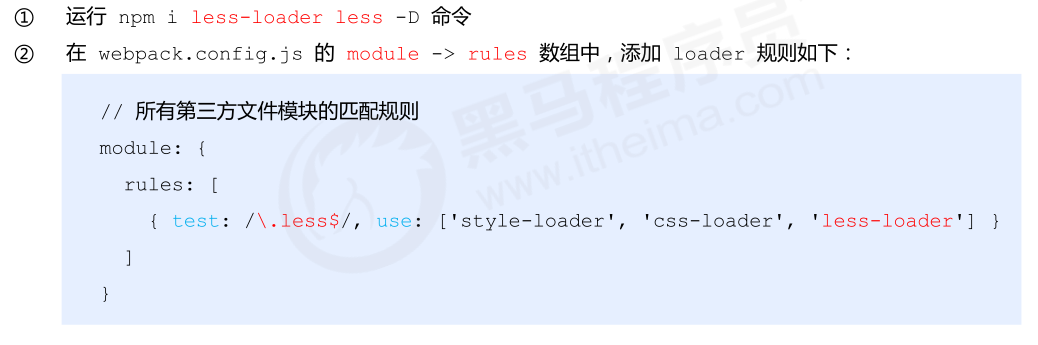 ① 运行 npm i less-loader less -D 命令
② 在 webpack.config.js 的 module -> rules 数组中，添加 loader 规则如下：
// 所有第三方文件模块的匹配规则
module: {
rules: [
{ test: /\.less$/, use: ['style-loader', 'css-loader', 'less-loader'] }
]
}
黑马程序员
www.itheima.com